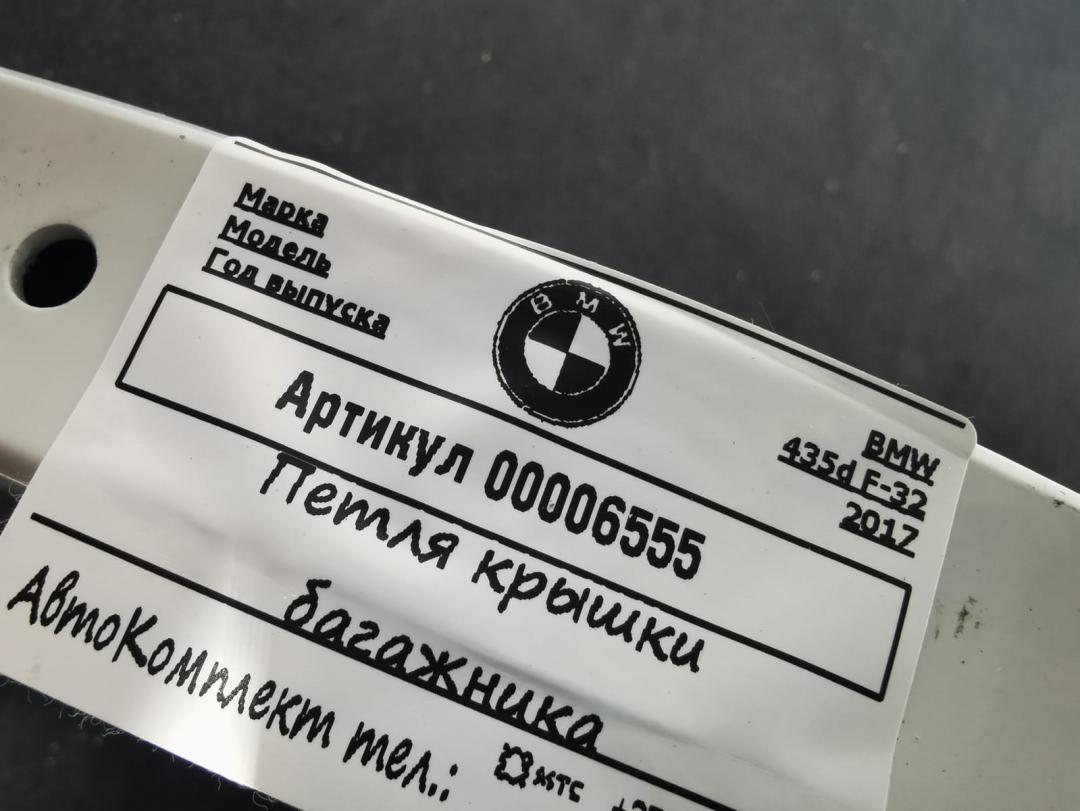 Марка
Модель
Год выпуска
BMW
BMW
435d F-32
2017
Артикул 00006555
Петля крышки
багажника
АвтоКомплект тел.: мтс